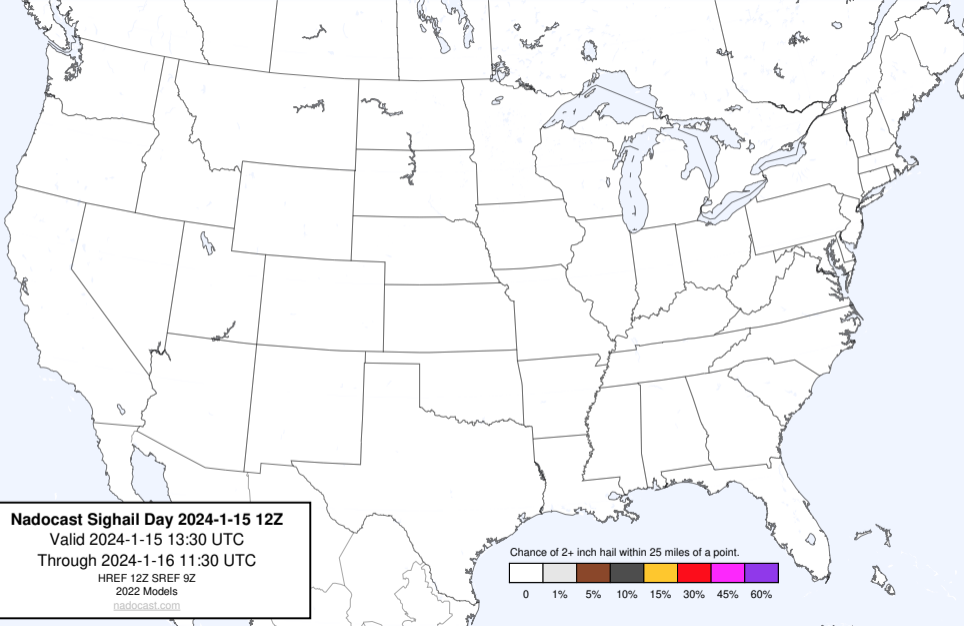 Nadocast Sighail Day 2024-1-15 12Z
Valid 2024-1-15 13:30 UTC
Through 2024-1-16 11:30 UTC
HREF 12Z SREF 9Z
2022 Models
nadocast.com
Chance of 2+ inch hail within 25 miles of a point.
0 1% 5% 10% 15% 30% 45% 60%